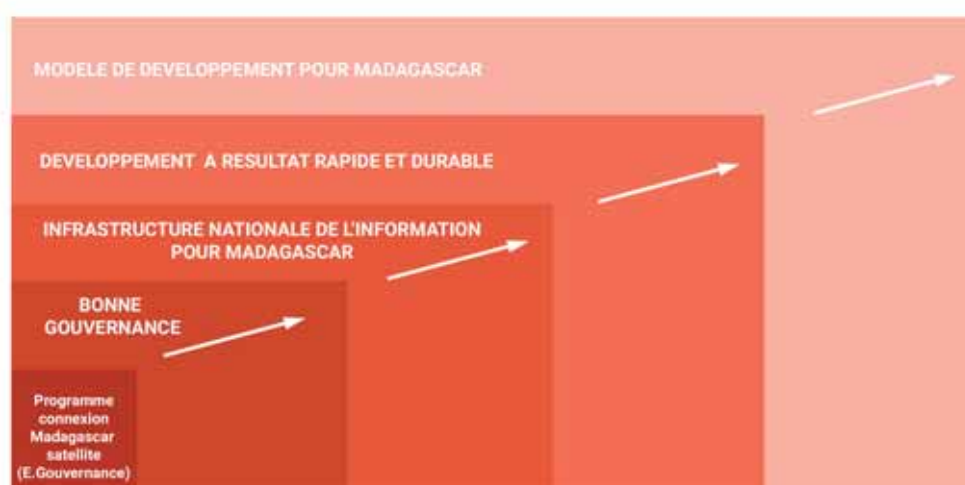 MODELE DE DEVELOPPEMENT POUR MADAGASCAR
DEVELOPPEMENT A RESULTAT RAPIDE ET DURABLE
INFRASTRUCTURE NATIONALE DE L'INFORMATION
POUR MADAGASCAR
BONNE
GOUVERNANCE
Programme
connexion
Madagascar
satellite
(E.Gouvernance)